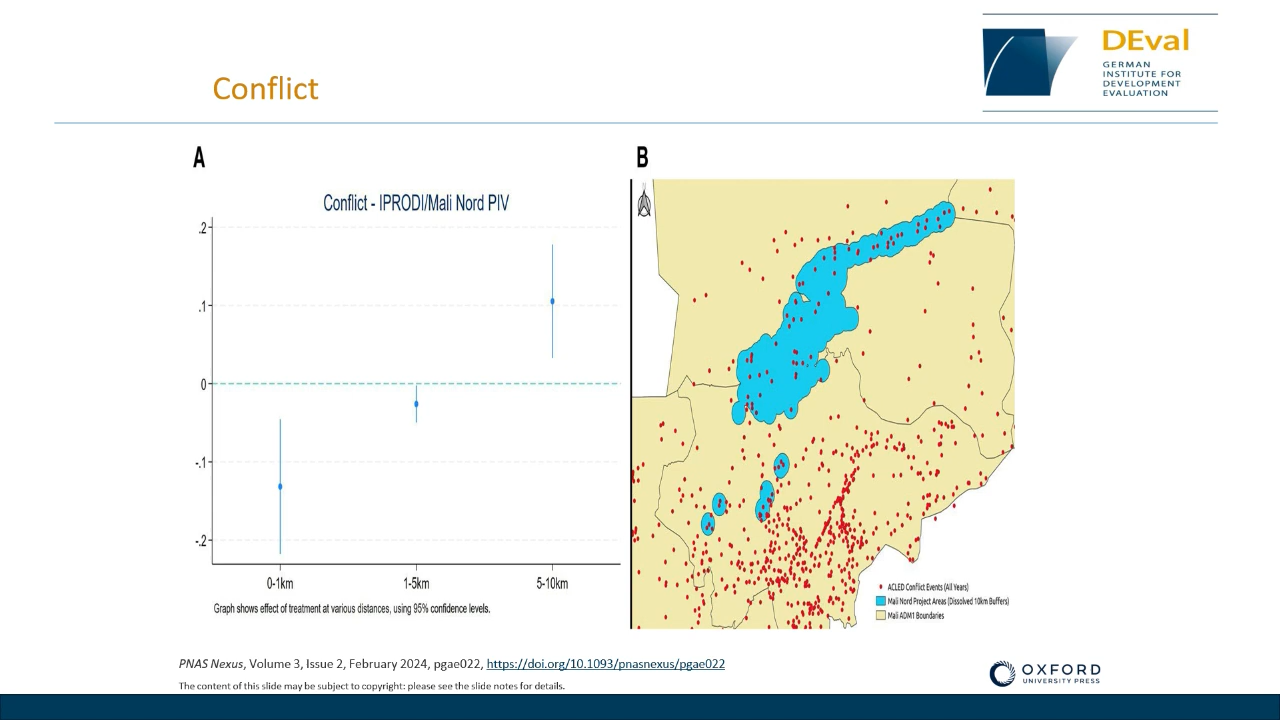 DEval
GERMAN
INSTITUTE FOR
DEVELOPMENT
EVALUATION
Conflict
A
Conflict - IPRODI/Mali Nord PIV
.2
.1
0
-.1
-.2
0-1km 1-5km 5-10km
Graph shows effect of treatment at various distances, using 95% confidence levels.
B
ACLED Conflict Events (All Years)
Mali Nord Project Areas (Dissolved 10km Buffers)
Mali ADM1 Boundaries
PNAS Nexus, Volume 3, Issue 2, February 2024, pgae022, https://doi.org/10.1093/pnasnexus/pgae022
The content of this slide may be subject to copyright: please see the slide notes for details.
OXFORD
UNIVERSITY PRESS